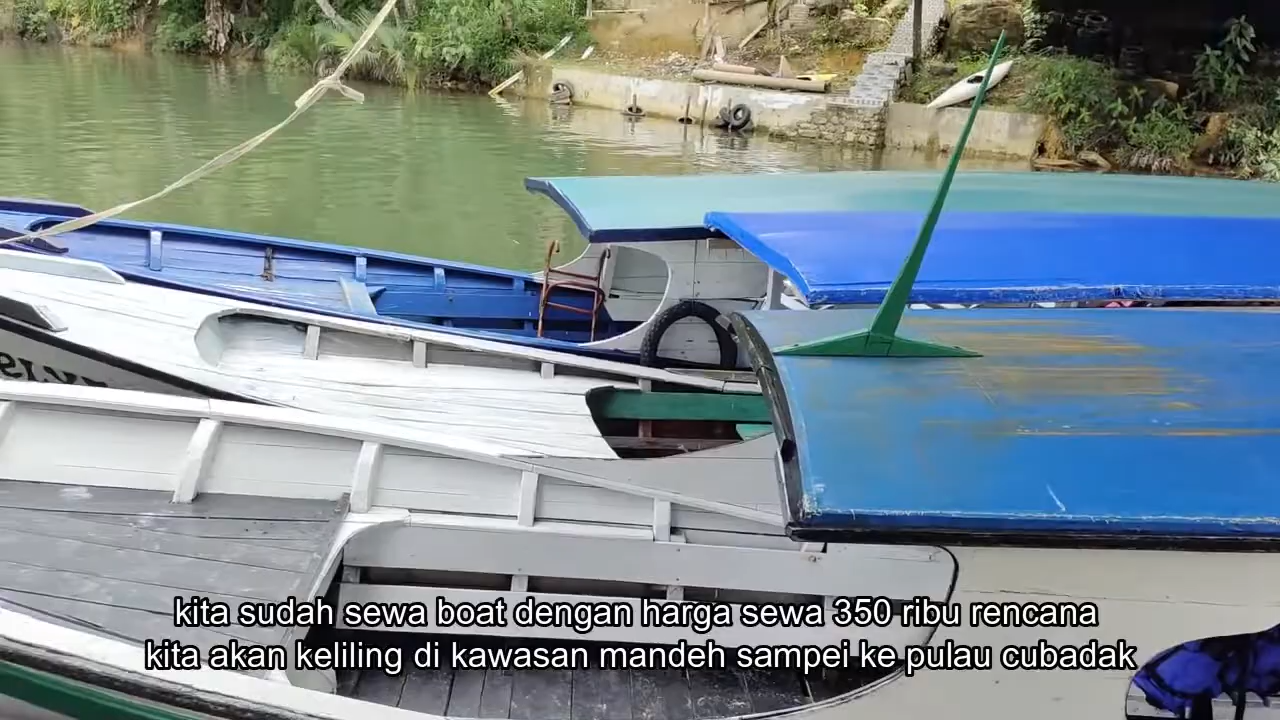 kita sudah sewa boat dengan harga sewa 350 ribu rencana
kita akan keliling di kawasan mandeh sampei ke pulau cubadak